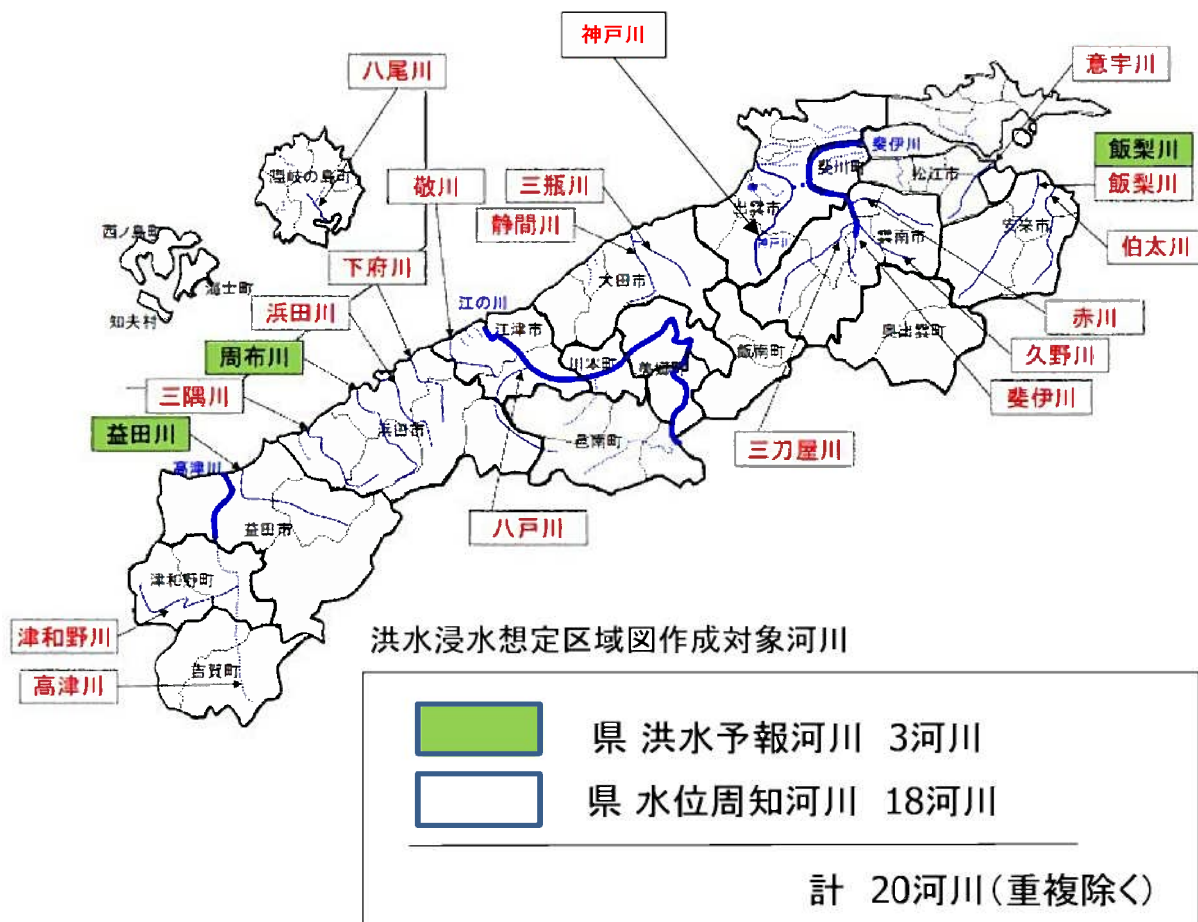 神戸川
八尾川
意宇川
斐伊川
飯梨川
斐川町
松江市
隠岐の島町
敬川
三瓶川
飯梨川
出雲市
静間川
安来市
西ノ島町
雲南市
伯太川
神戸川
下府川
大田市
海士町
江の川
知夫村
浜田川
赤川
江津市
奥出雲町
飯南町
周布川
川本町
美郷町
久野川
三隅川
斐伊川
益田川
浜田市
邑南町
三刀屋川
高津川
益田市
八戸川
津和野町
津和野川
洪水浸水想定区域図作成対象河川
吉賀町
高津川
県 洪水予報河川 3河川
県 水位周知河川 18河川
計 20河川(重複除く)